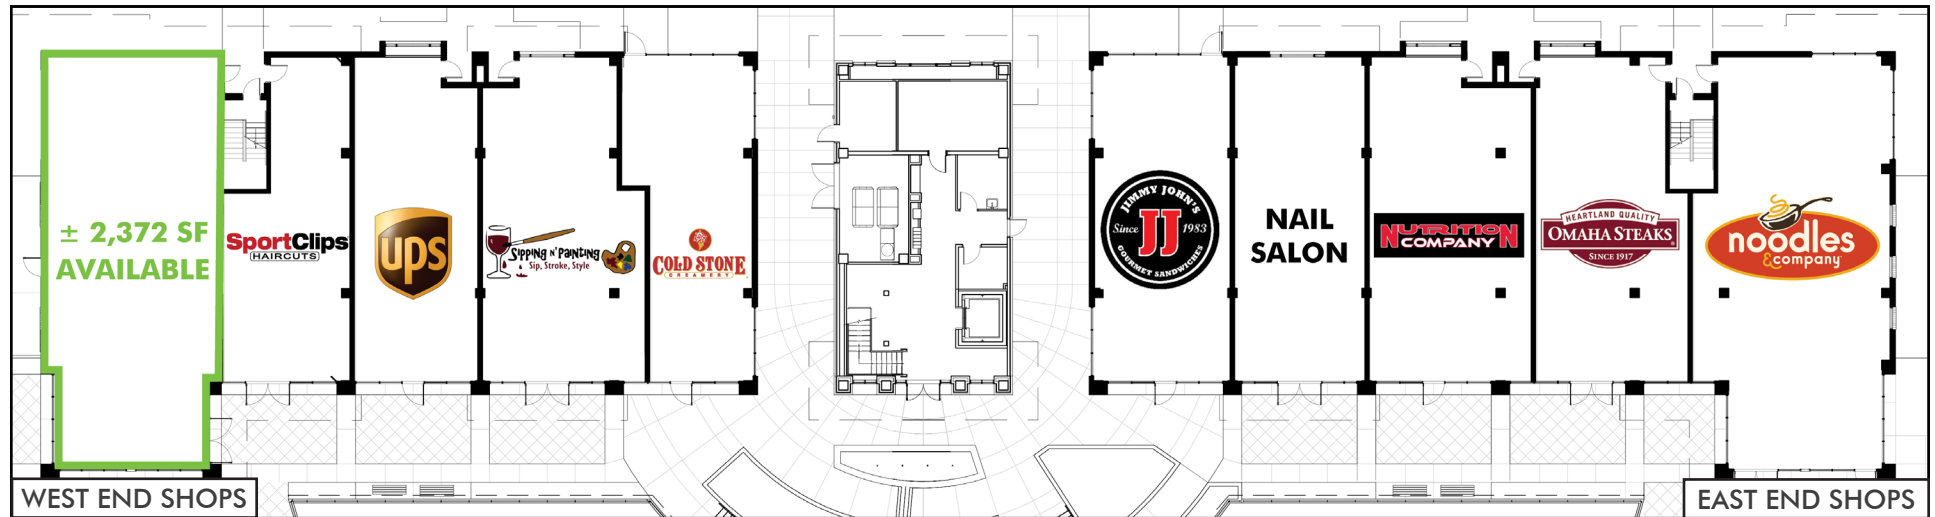 ± 2,372 SF
AVAILABLE
SportClips
HAIRCUTS
ups
Sipping n' Painting
Sip, Stroke, Style
COLD STONE
CREAMERY
JIMMY JOHN'S
Since JJ 1983
GOURMET SANDWICHES
NAIL
SALON
NUTRITION
COMPANY
HEARTLAND QUALITY
OMAHA STEAKS
SINCE 1917
noodles
&company
WEST END SHOPS
EAST END SHOPS